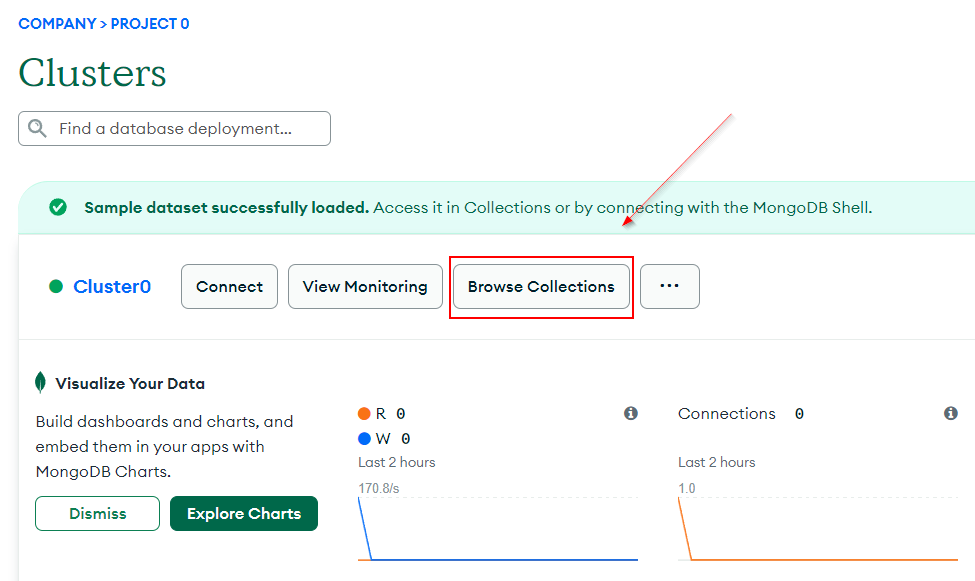 COMPANY > PROJECT 0
Clusters
Find a database deployment...
Sample dataset successfully loaded. Access it in Collections or by connecting with the MongoDB Shell.
Cluster0
Connect
View Monitoring
Browse Collections
...
Visualize Your Data
Build dashboards and charts, and
embed them in your apps with
MongoDB Charts.
Dismiss
Explore Charts
R 0
W 0
Last 2 hours
170.8/s
Connections 0
Last 2 hours
1.0